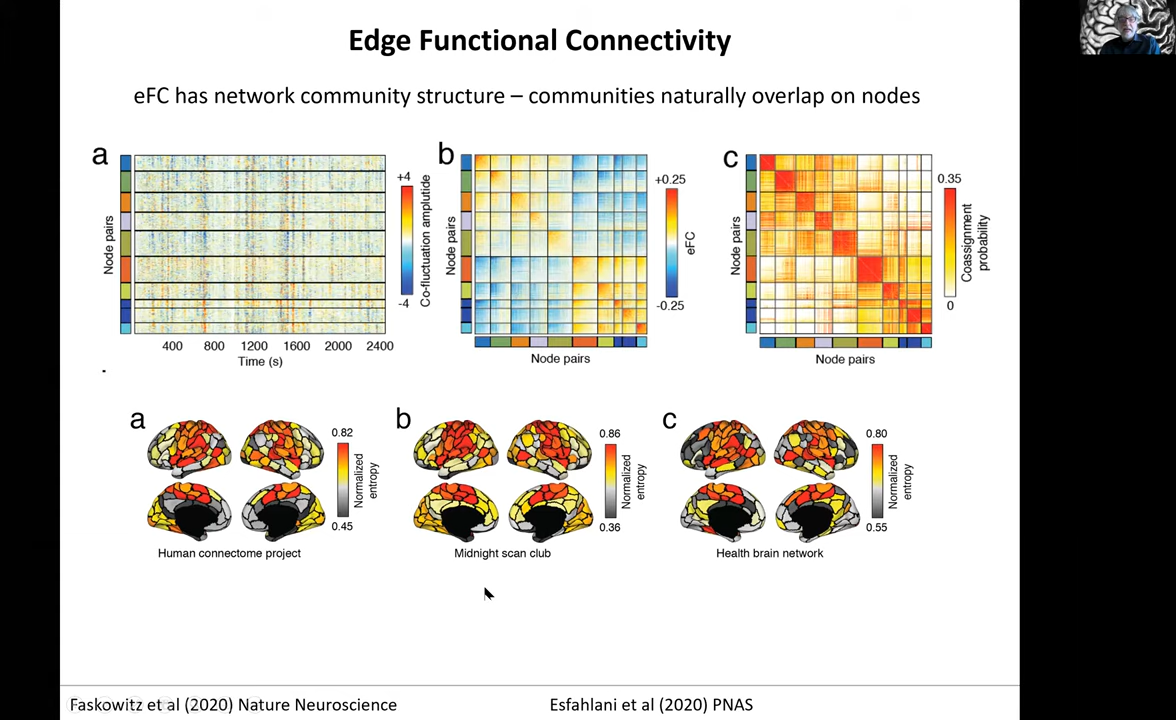 Edge Functional Connectivity
eFC has network community structure – communities naturally overlap on nodes
a
Node pairs
400 800 1200 1600 2000 2400
Time (s)
+4
-4
Co-fluctuation amplutide
b
Node pairs
Node pairs
+0.25
-0.25
eFC
c
Node pairs
Node pairs
0.35
0
Coassignment
probability
a
0.82
0.45
Normalized
entropy
Human connectome project
b
0.86
0.36
Normalized
entropy
Midnight scan club
c
0.80
0.55
Normalized
entropy
Health brain network
Faskowitz et al (2020) Nature Neuroscience
Esfahlani et al (2020) PNAS